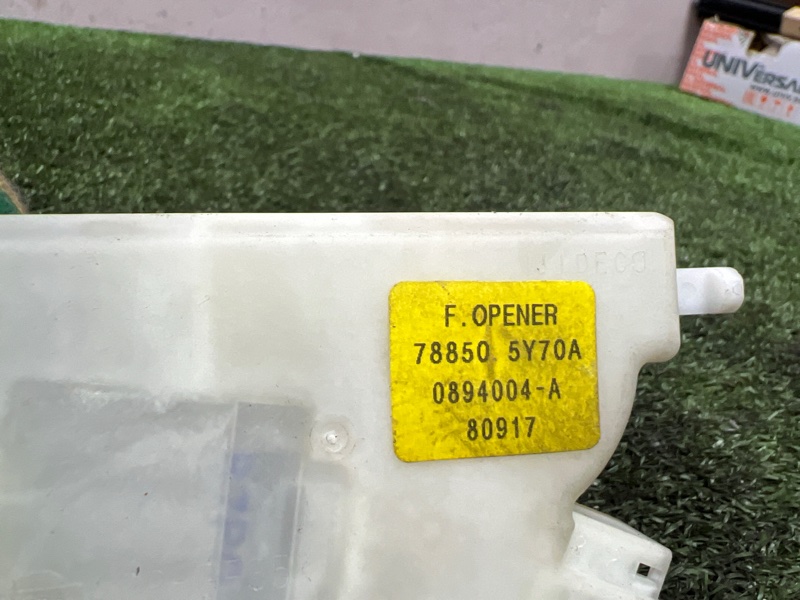 UNIVERSAL
F. OPENER
78850. 5Y70A
0894004-A
80917